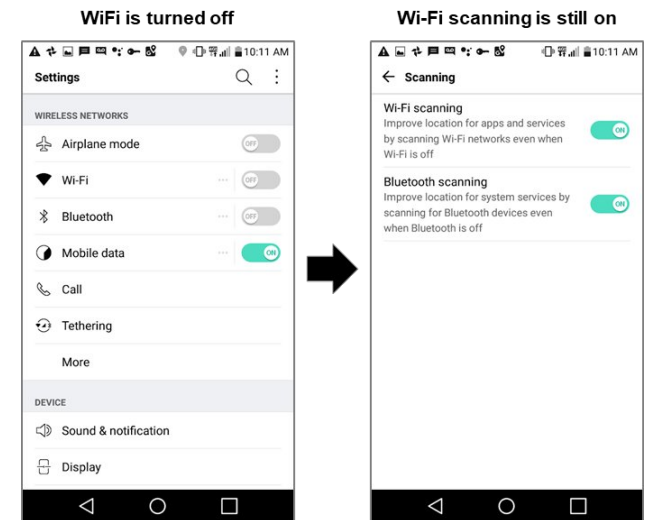 WiFi is turned off
10:11 AM
Settings
WIRELESS NETWORKS
Airplane mode
OFF
Wi-Fi
OFF
Bluetooth
OFF
Mobile data
ON
Call
Tethering
More
DEVICE
Sound & notification
Display
Wi-Fi scanning is still on
10:11 AM
Scanning
Wi-Fi scanning
Improve location for apps and services
by scanning Wi-Fi networks even when
Wi-Fi is off
ON
Bluetooth scanning
Improve location for system services by
scanning for Bluetooth devices even
when Bluetooth is off
ON